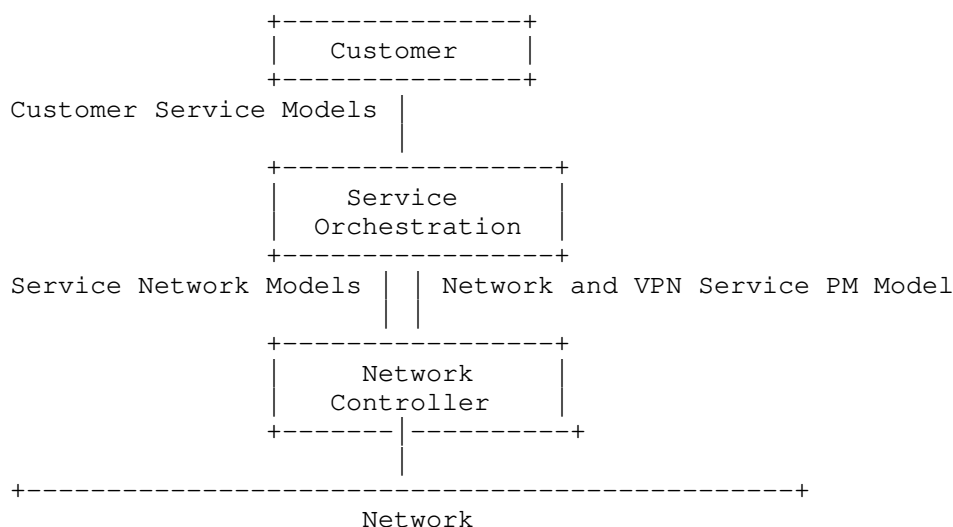 Customer
Customer Service Models
Service
Orchestration
Service Network Models Network and VPN Service PM Model
Network
Controller
Network